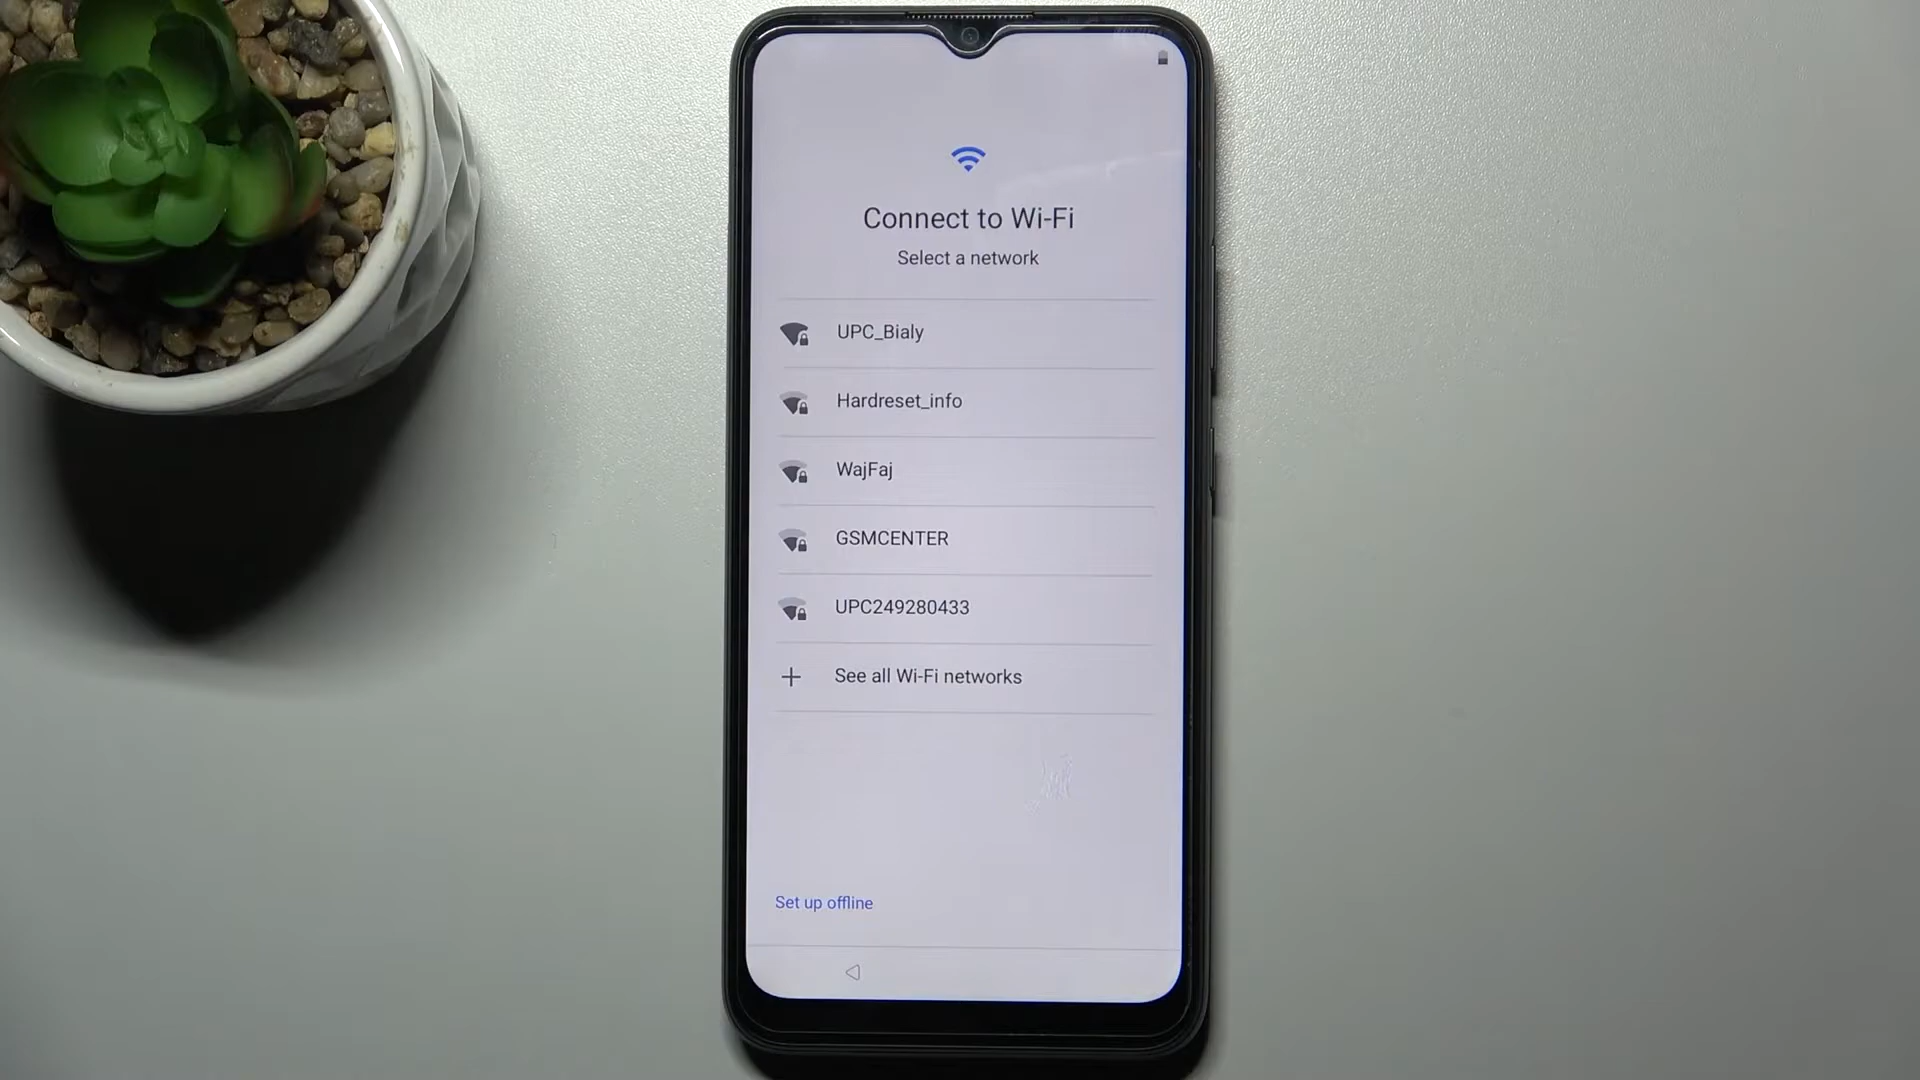 Connect to Wi-Fi
Select a network
UPC_Bialy
Hardreset_info
WajFaj
GSMCENTER
UPC249280433
See all Wi-Fi networks
Set up offline